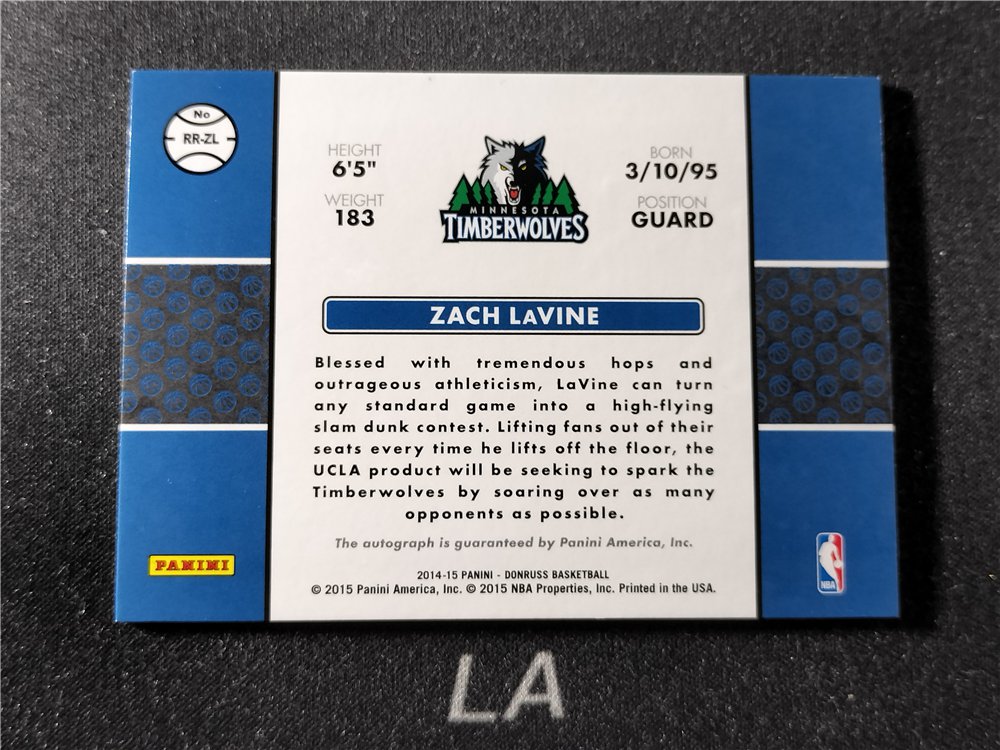 No
RR-ZL
HEIGHT
6'5"
WEIGHT
183
MINNESOTA
TIMBERWOLVES
BORN
3/10/95
POSITION
GUARD
ZACH LaVINE
Blessed with tremendous hops and
outrageous athleticism, LaVine can turn
any standard game into a high-flying
slam dunk contest. Lifting fans out of their
seats every time he lifts off the floor, the
UCLA product will be seeking to spark the
Timberwolves by soaring over as many
opponents as possible.
The autograph is guaranteed by Panini America, Inc.
PANINI
2014-15 PANINI - DONRUSS BASKETBALL
© 2015 Panini America, Inc. © 2015 NBA Properties, Inc. Printed in the USA.
NBA
LA